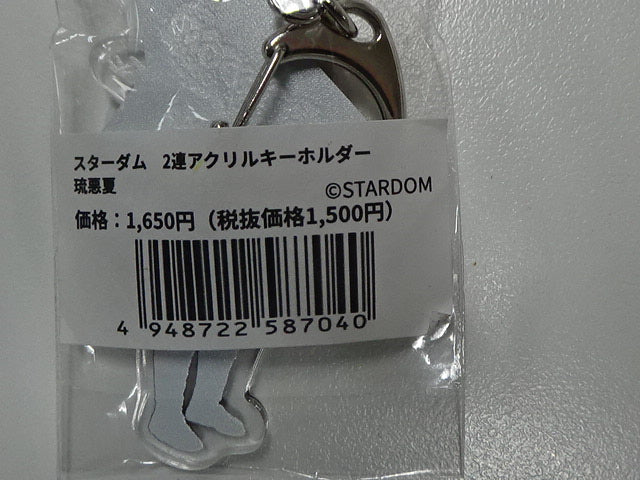 スターダム 2連アクリルキーホルダー
琉悪夏
©STARDOM
価格：1,650円（税抜価格1,500円）
4 948722 587040